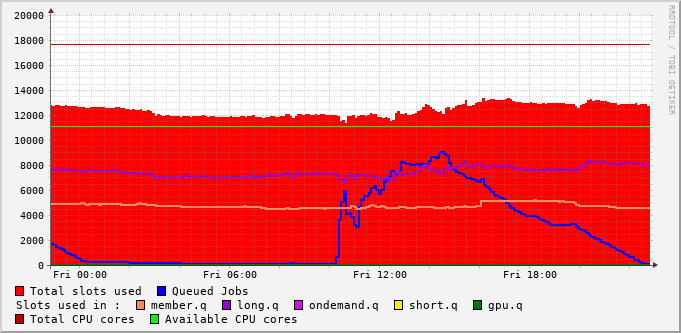 20000
18000
16000
14000
12000
10000
8000
6000
4000
2000
0
Fri 00:00 Fri 06:00 Fri 12:00 Fri 18:00
RRDTOOL / TOBI OETIKER
Total slots used Queued Jobs
Slots used in : member.q long.q ondemand.q short.q gpu.q
Total CPU cores Available CPU cores